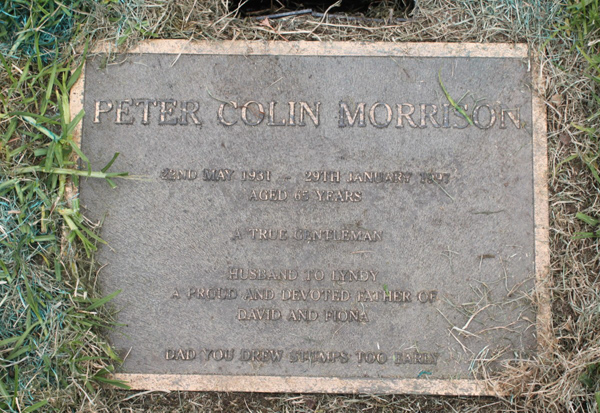 PETER COLIN MORRISON
22ND MAY 1931 - 29TH JANUARY 1997
AGED 65 YEARS
A TRUE GENTLEMAN
HUSBAND TO LYNDY
A PROUD AND DEVOTED FATHER OF
DAVID AND FIONA
DAD YOU DREW STUMPS TOO EARLY